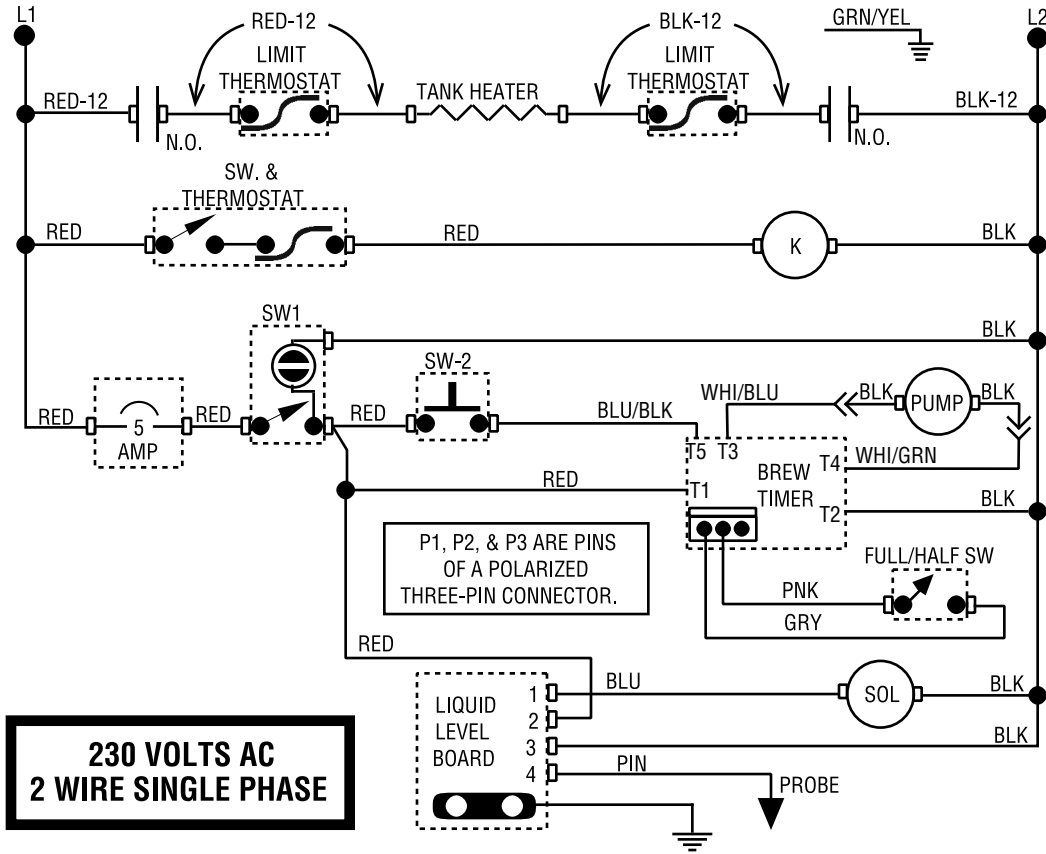 L1
RED-12
BLK-12
GRN/YEL
L2
LIMIT
THERMOSTAT
TANK HEATER
LIMIT
THERMOSTAT
RED-12
N.O.
N.O.
BLK-12
SW. &
THERMOSTAT
RED
RED
K
BLK
SW1
BLK
SW-2
RED
5
AMP
RED
RED
BLU/BLK
WHI/BLU
BLK
PUMP
BLK
T5 T3
T4
WHI/GRN
BREW
TIMER
RED
T1
T2
BLK
P1, P2, & P3 ARE PINS
OF A POLARIZED
THREE-PIN CONNECTOR.
FULL/HALF SW
PNK
GRY
RED
LIQUID
LEVEL
BOARD
1
BLU
SOL
BLK
2
3
BLK
4
PIN
PROBE
230 VOLTS AC
2 WIRE SINGLE PHASE